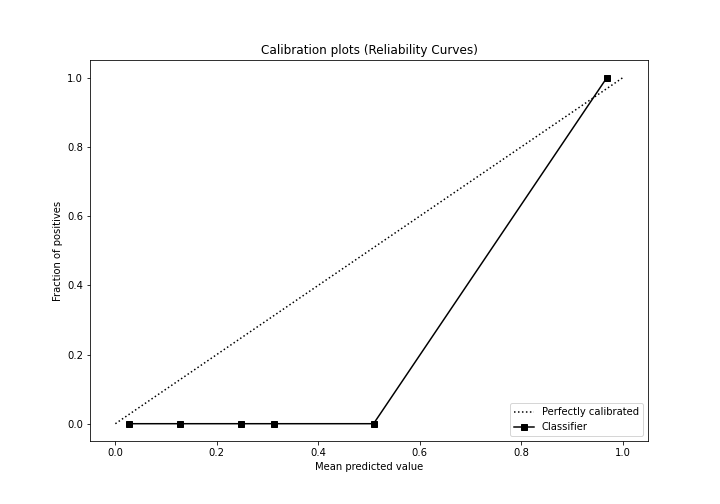 Calibration plots (Reliability Curves)
1.0
0.8
0.6
0.4
0.2
0.0
Fraction of positives
0.0 0.2 0.4 0.6 0.8 1.0
Mean predicted value
Perfectly calibrated
Classifier